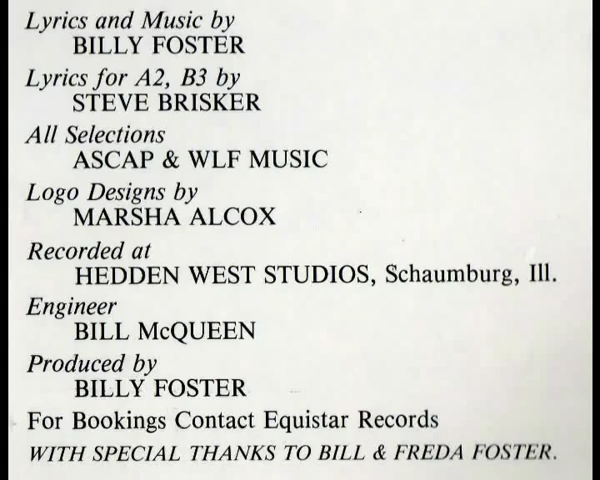 Lyrics and Music by
BILLY FOSTER
Lyrics for A2, B3 by
STEVE BRISKER
All Selections
ASCAP & WLF MUSIC
Logo Designs by
MARSHA ALCOX
Recorded at
HEDDEN WEST STUDIOS, Schaumburg, Ill.
Engineer
BILL McQUEEN
Produced by
BILLY FOSTER
For Bookings Contact Equistar Records
WITH SPECIAL THANKS TO BILL & FREDA FOSTER.